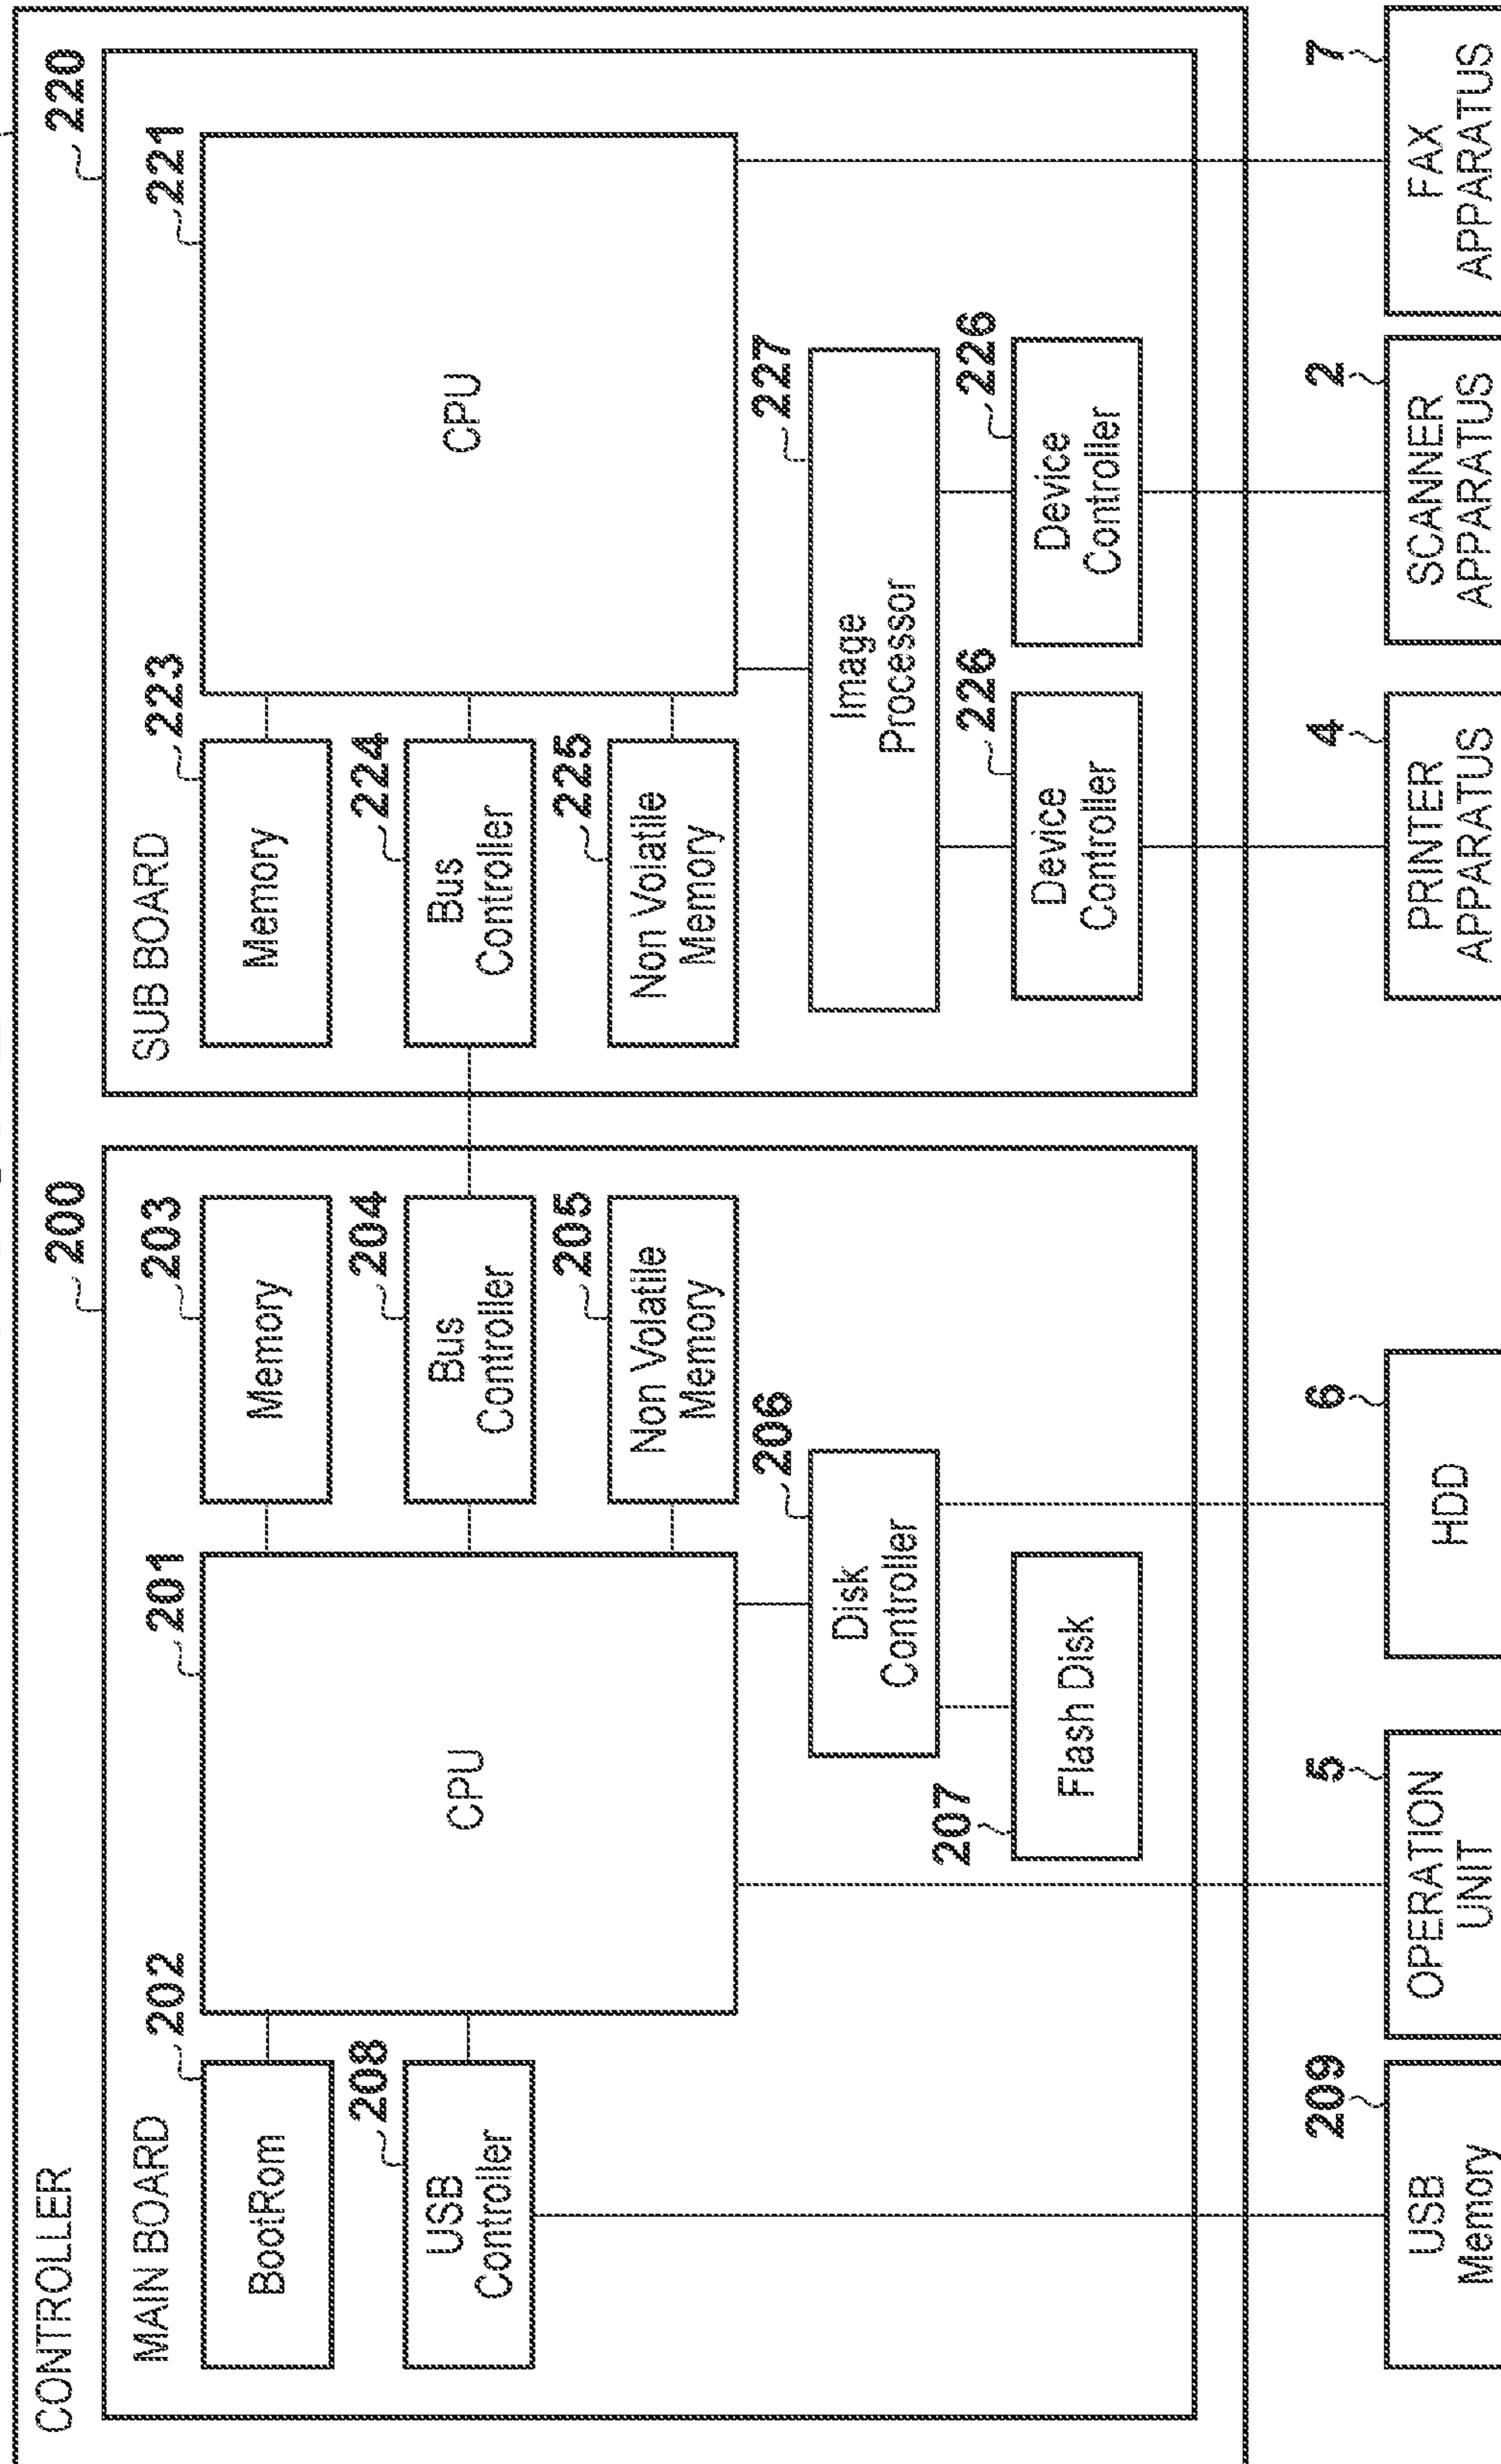 CONTROLLER
200
220
MAIN BOARD
202
BootRom
208
USB
Controller
201
CPU
203
Memory
204
Bus
Controller
205
Non Volatile
Memory
206
Disk
Controller
207
Flash Disk
SUB BOARD
223
Memory
224
Bus
Controller
225
Non Volatile
Memory
221
CPU
227
Image
Processor
226
Device
Controller
226
Device
Controller
209
USB
Memory
5
OPERATION
UNIT
6
HDD
4
PRINTER
APPARATUS
2
SCANNER
APPARATUS
7
FAX
APPARATUS